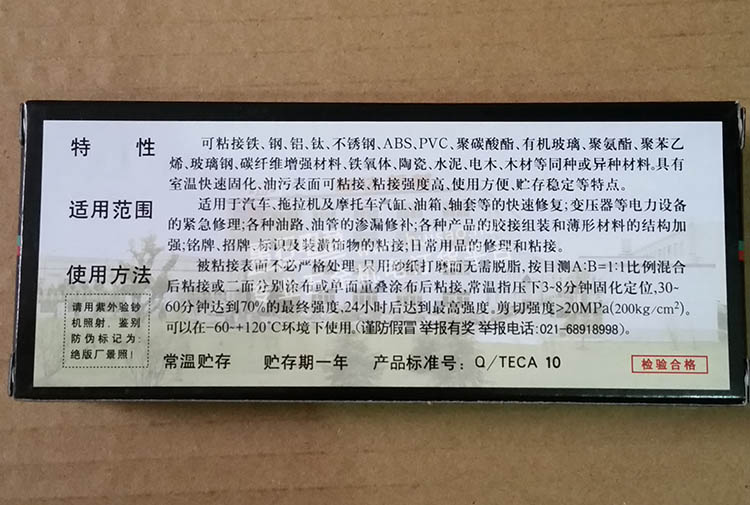 特 性
可粘接铁、钢、铝、钛、不锈钢、ABS、PVC、聚碳酸酯、有机玻璃、聚氨酯、聚苯乙
烯、玻璃钢、碳纤维增强材料、铁氧体、陶瓷、水泥、电木、木材等同种或异种材料。具有
室温快速固化、油污表面可粘接、粘接强度高、使用方便、贮存稳定等特点。
适用范围
适用于汽车、拖拉机及摩托车汽缸、油箱、轴套等的快速修复;变压器等电力设备
的紧急修理;各种油路、油管的渗漏修补;各种产品的胶接组装和薄形材料的结构加
强;铭牌、招牌、标识及装潢饰物的粘接;日常用品的修理和粘接。
使用方法
被粘接表面不必严格处理,只用砂纸打磨而无需脱脂,按目测A:B=1:1比例混合
后粘接或二面分别涂布或单面重叠涂布后粘接,常温指压下3~8分钟固化定位,30~
60分钟达到70%的最终强度,24小时后达到最高强度。剪切强度>20MPa(200kg/cm²)。
可以在-60~+120℃环境下使用。(谨防假冒 举报有奖 举报电话:021-68918998)。
请用紫外验钞
机照射,鉴别
防伪标记为:
绝版厂景照!
常温贮存 贮存期一年 产品标准号: Q/TECA 10
检验合格